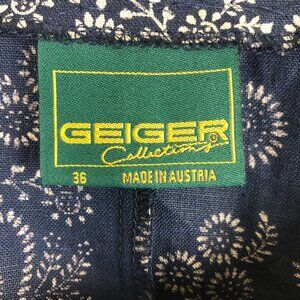 GEIGER
Collections
36 MADE IN AUSTRIA